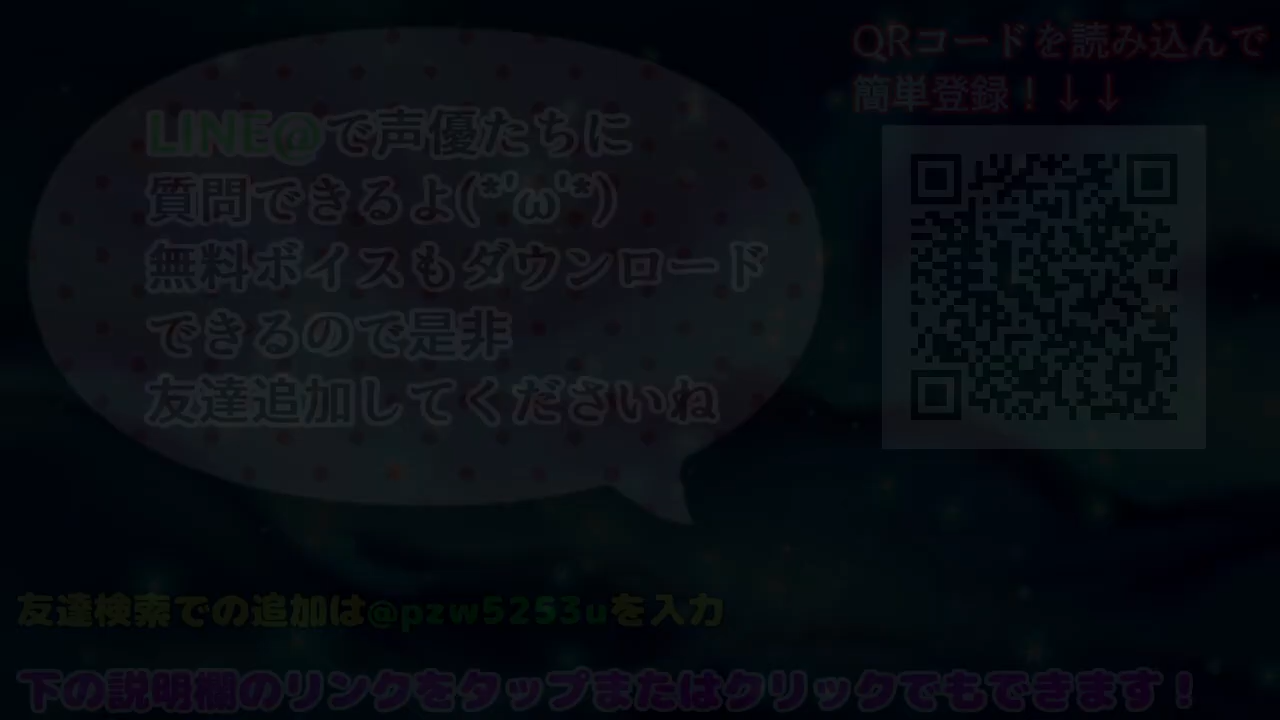 LINE@で声優たちに
質問できるよ(*'ω'*)
無料ボイスもダウンロード
できるので是非
友達追加してくださいね
QRコードを読み込んで
簡単登録！↓↓
友達検索での追加は@pzw5253uを入力
下の説明欄のリンクをタップまたはクリックでもできます！